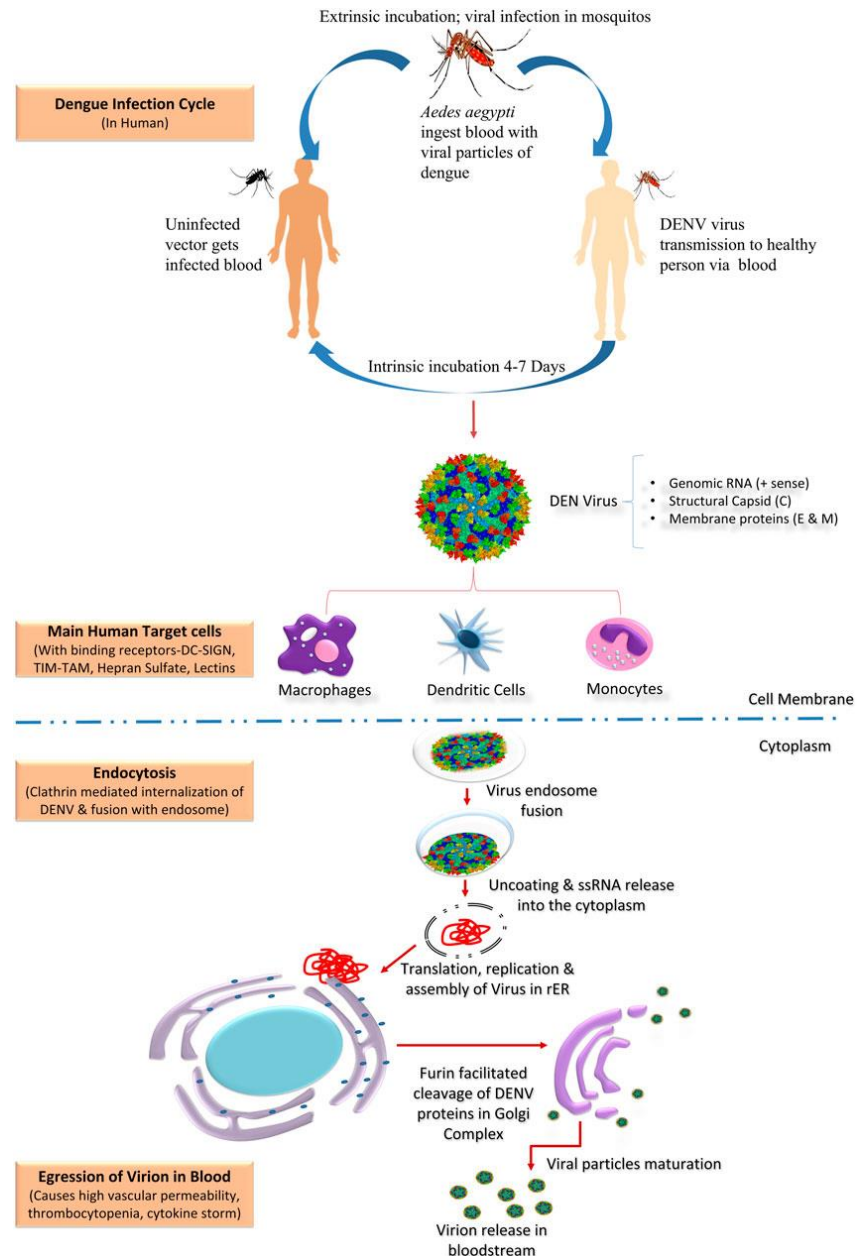 Extrinsic incubation; viral infection in mosquitos
Dengue Infection Cycle
(In Human)
Aedes aegypti
ingest blood with
viral particles of
dengue
Uninfected
vector gets
infected blood
DENV virus
transmission to healthy
person via blood
Intrinsic incubation 4-7 Days
DEN Virus
• Genomic RNA (+ sense)
• Structural Capsid (C)
• Membrane proteins (E & M)
Main Human Target cells
(With binding receptors-DC-SIGN,
TIM-TAM, Hepran Sulfate, Lectins
Macrophages
Dendritic Cells
Monocytes
Cell Membrane
Cytoplasm
Endocytosis
(Clathrin mediated internalization of
DENV & fusion with endosome)
Virus endosome
fusion
Uncoating & ssRNA release
into the cytoplasm
Translation, replication &
assembly of Virus in rER
Furin facilitated
cleavage of DENV
proteins in Golgi
Complex
Egression of Virion in Blood
(Causes high vascular permeability,
thrombocytopenia, cytokine storm)
Viral particles maturation
Virion release in
bloodstream